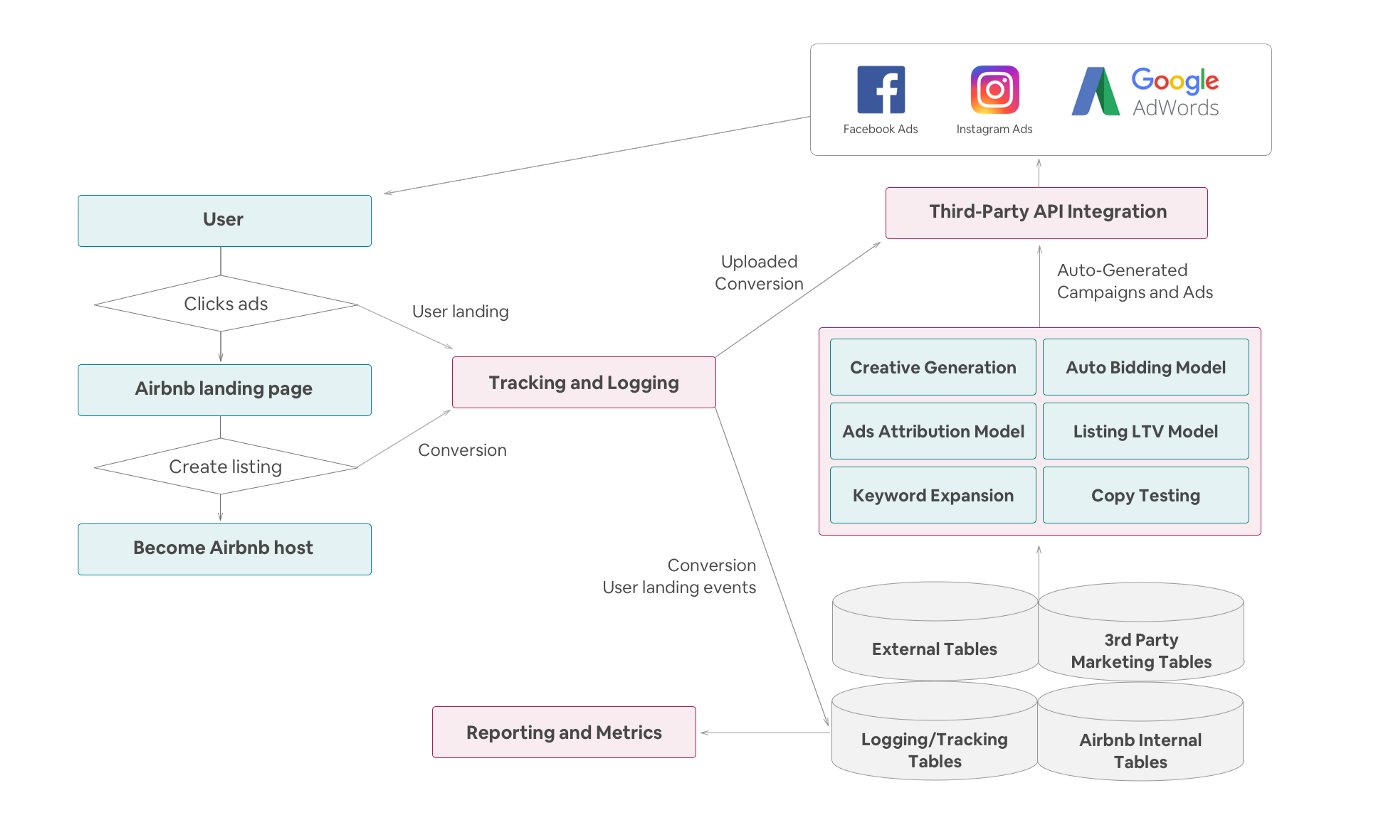 Google
AdWords
Facebook Ads
Instagram Ads
User
Third-Party API Integration
Clicks ads
User landing
Uploaded
Conversion
Auto-Generated
Campaigns and Ads
Airbnb landing page
Tracking and Logging
Create listing
Conversion
Become Airbnb host
Creative Generation
Auto Bidding Model
Ads Attribution Model
Listing LTV Model
Keyword Expansion
Copy Testing
Conversion
User landing events
External Tables
3rd Party
Marketing Tables
Reporting and Metrics
Logging/Tracking
Tables
Airbnb Internal
Tables